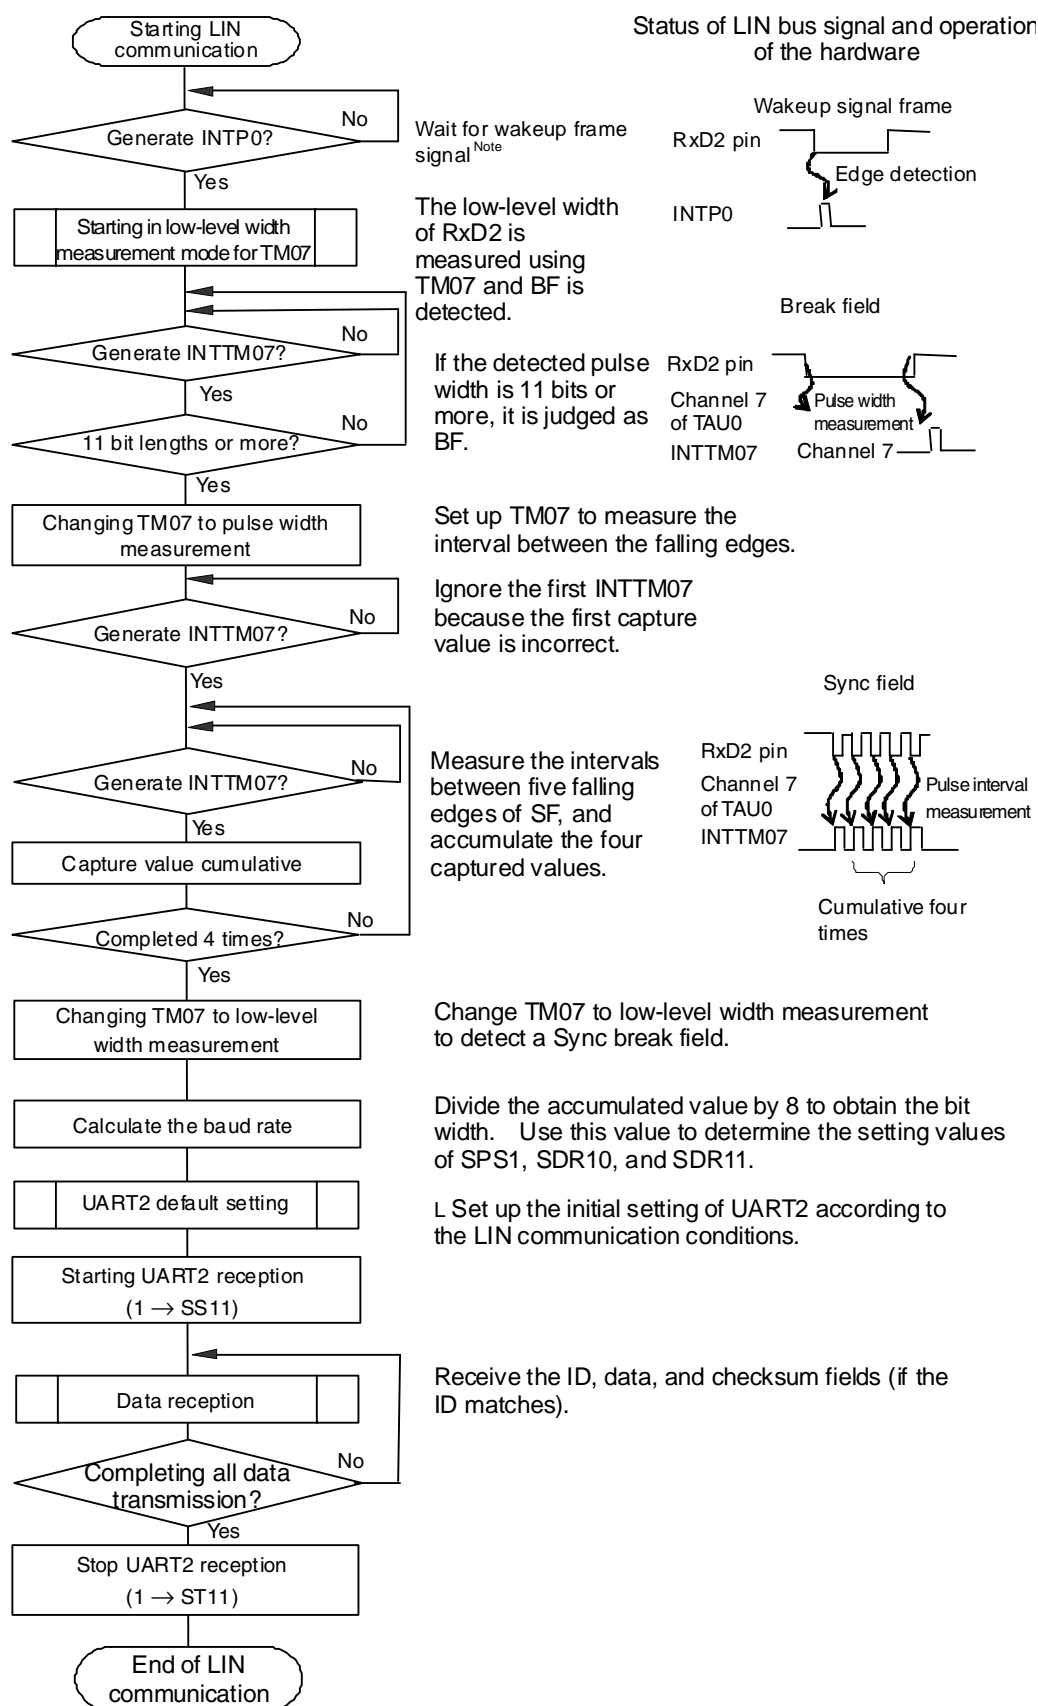 Starting LIN
communication
Status of LIN bus signal and operation
of the hardware
Generate INTP0?
No
Yes
Wait for wakeup frame
signal Note
Wakeup signal frame
RxD2 pin
Edge detection
INTP0
Starting in low-level width
measurement mode for TM07
The low-level width
of RxD2 is
measured using
TM07 and BF is
detected.
Generate INTTM07?
No
Yes
Break field
RxD2 pin
Channel 7
of TAU0
Pulse width
measurement
INTTM07
Channel 7
11 bit lengths or more?
No
Yes
If the detected pulse
width is 11 bits or
more, it is judged as
BF.
Changing TM07 to pulse width
measurement
Set up TM07 to measure the
interval between the falling edges.
Generate INTTM07?
No
Yes
Ignore the first INTTM07
because the first capture
value is incorrect.
Sync field
RxD2 pin
Channel 7
of TAU0
Pulse interval
measurement
INTTM07
Cumulative four
times
Generate INTTM07?
No
Yes
Measure the intervals
between five falling
edges of SF, and
accumulate the four
captured values.
Capture value cumulative
Completed 4 times?
No
Yes
Changing TM07 to low-level
width measurement
Change TM07 to low-level width measurement
to detect a Sync break field.
Calculate the baud rate
Divide the accumulated value by 8 to obtain the bit
width. Use this value to determine the setting values
of SPS1, SDR10, and SDR11.
UART2 default setting
L Set up the initial setting of UART2 according to
the LIN communication conditions.
Starting UART2 reception
(1 → SS11)
Data reception
Receive the ID, data, and checksum fields (if the
ID matches).
Completing all data
transmission?
No
Yes
Stop UART2 reception
(1 → ST11)
End of LIN
communication